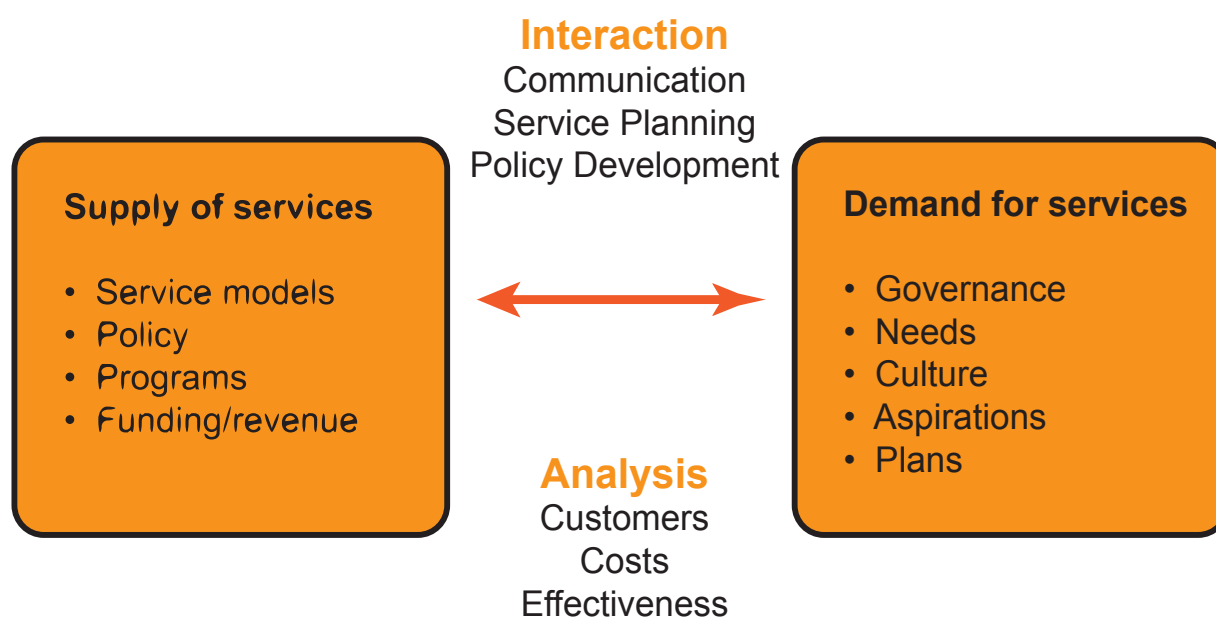 Interaction
Communication
Service Planning
Policy Development
Supply of services
• Service models
• Policy
• Programs
• Funding/revenue
Demand for services
• Governance
• Needs
• Culture
• Aspirations
• Plans
Analysis
Customers
Costs
Effectiveness